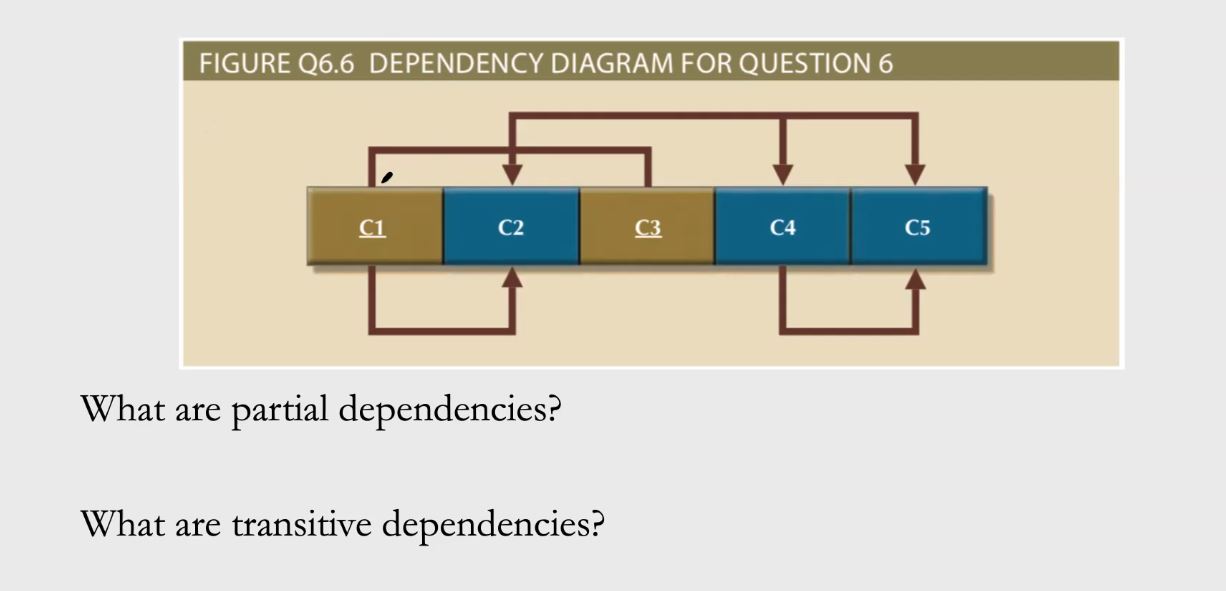 FIGURE Q6.6 DEPENDENCY DIAGRAM FOR QUESTION 6
C1 C2 C3 C4 C5
What are partial dependencies?
What are transitive dependencies?